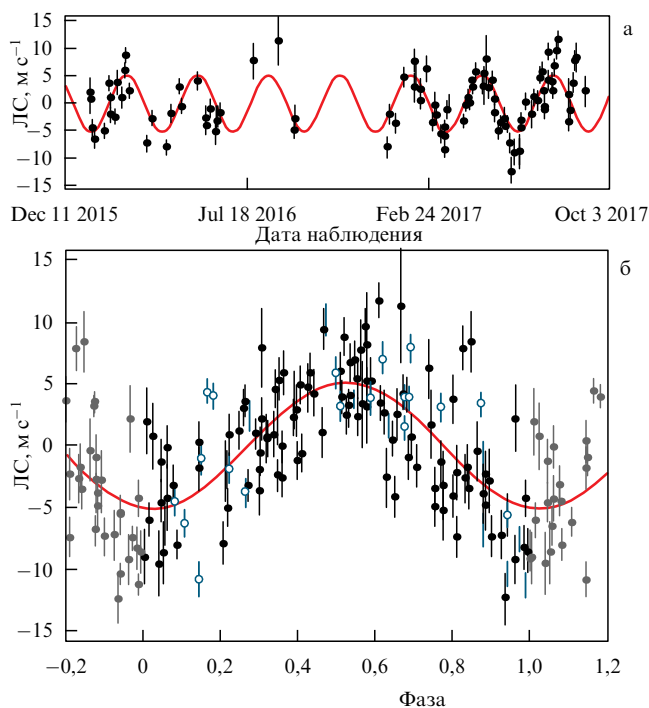 а
ЛС, м с⁻¹
15
10
5
0
−5
−10
−15
Dec 11 2015 Jul 18 2016 Feb 24 2017 Oct 3 2017
Дата наблюдения
б
ЛС, м с⁻¹
15
10
5
0
−5
−10
−15
−0,2 0 0,2 0,4 0,6 0,8 1,0 1,2
Фаза